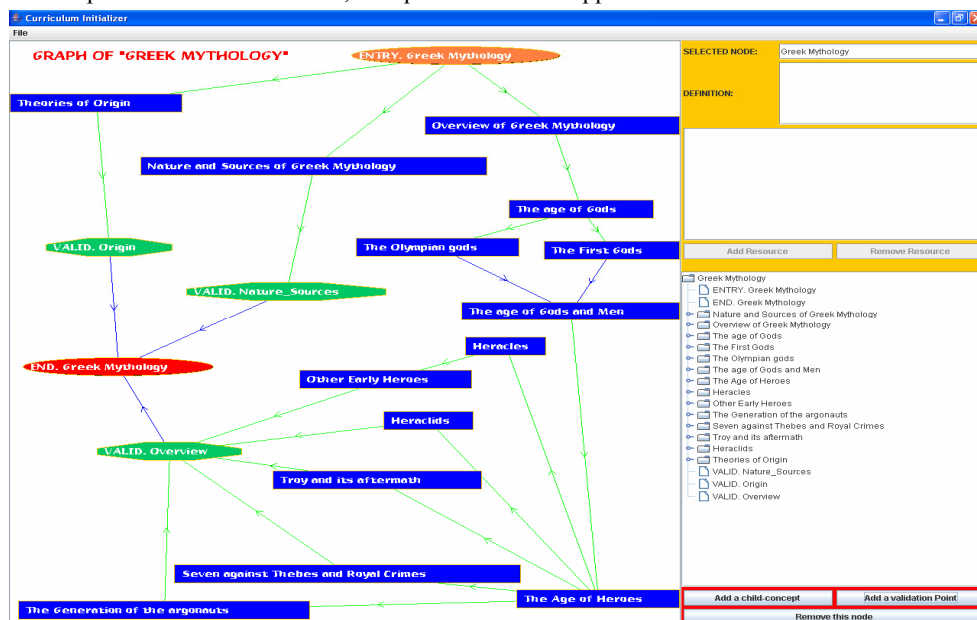 Curriculum Initializer
File
GRAPH OF "GREEK MYTHOLOGY"
ENTRY. Greek Mythology
Theories of Origin
Overview of Greek Mythology
Nature and Sources of Greek Mythology
The age of Gods
VALID. Origin
The Olympian gods
The First Gods
VALID. Nature_Sources
The age of Gods and Men
Heracles
END. Greek Mythology
Other Early Heroes
Heraclids
VALID. Overview
Troy and its aftermath
Seven against Thebes and Royal Crimes
The Age of Heroes
The Generation of the argonauts
SELECTED NODE:
Greek Mythology
DEFINITION:
Add Resource
Remove Resource
Greek Mythology
ENTRY. Greek Mythology
END. Greek Mythology
Nature and Sources of Greek Mythology
Overview of Greek Mythology
The age of Gods
The First Gods
The Olympian gods
The age of Gods and Men
The Age of Heroes
Heracles
Other Early Heroes
The Generation of the argonauts
Seven against Thebes and Royal Crimes
Troy and its aftermath
Heraclids
Theories of Origin
VALID. Nature_Sources
VALID. Origin
VALID. Overview
Add a child-concept
Add a validation Point
Remove this node